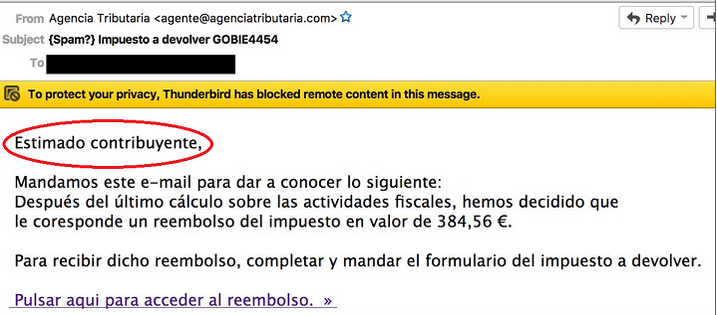 From Agencia Tributaria <agente@agenciatributaria.com>
Reply
Subject {Spam?} Impuesto a devolver GOBIE4454
To
To protect your privacy, Thunderbird has blocked remote content in this message.
Estimado contribuyente,
Mandamos este e-mail para dar a conocer lo siguiente:
Después del último cálculo sobre las actividades fiscales, hemos decidido que
le coresponde un reembolso del impuesto en valor de 384,56 €.
Para recibir dicho reembolso, completar y mandar el formulario del impuesto a devolver.
Pulsar aqui para acceder al reembolso. »